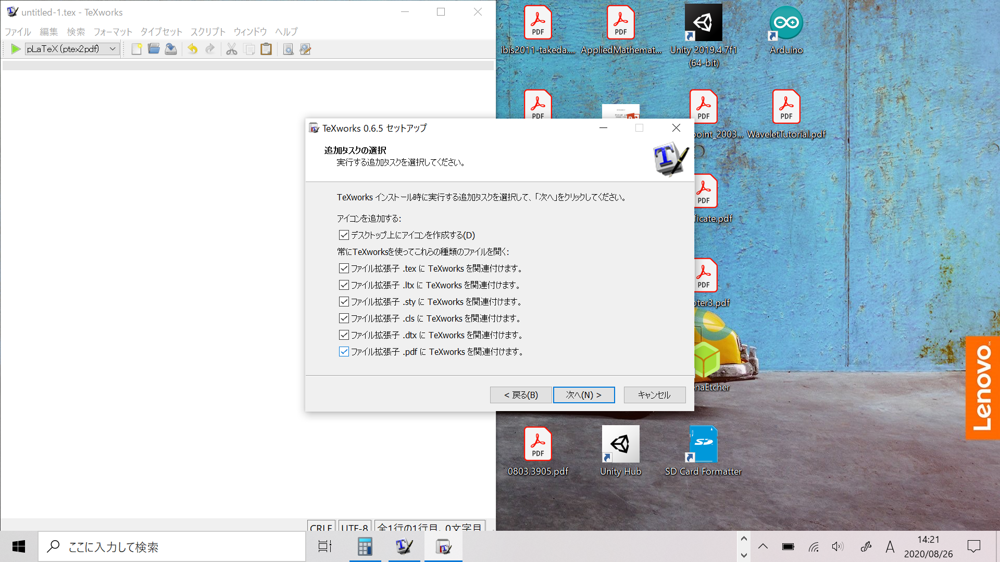 untitled-1.tex - TeXworks
ファイル 編集 検索 フォーマット タイプセット スクリプト ウィンドウ ヘルプ
pLaTeX (ptex2pdf)
CRLF UTF-8 全1行の1行目、0文字目
TeXworks 0.6.5 セットアップ
追加タスクの選択
実行する追加タスクを選択してください。
TeXworks インストール時に実行する追加タスクを選択して、「次へ」をクリックしてください。
アイコンを追加する:
デスクトップ上にアイコンを作成する(D)
常にTeXworksを使ってこれらの種類のファイルを開く:
ファイル拡張子 .tex に TeXworks を関連付けます。
ファイル拡張子 .ltx に TeXworks を関連付けます。
ファイル拡張子 .sty に TeXworks を関連付けます。
ファイル拡張子 .cls に TeXworks を関連付けます。
ファイル拡張子 .dtx に TeXworks を関連付けます。
ファイル拡張子 .pdf に TeXworks を関連付けます。
< 戻る(B) 次へ(N) > キャンセル
PDF PDF
ibis2011-takeda.... AppliedMathemat... Unity 2019.4.7f1 Arduino
(64-bit)
PDF PDF PDF
point_2003... WaveletTutorial.pdf
PDF
ficate.pdf
PDF
pter3.pdf
naEtcher
Lenovo
PDF SD
0803.3905.pdf Unity Hub SD Card Formatter
ここに入力して検索
A 14:21
2020/08/26